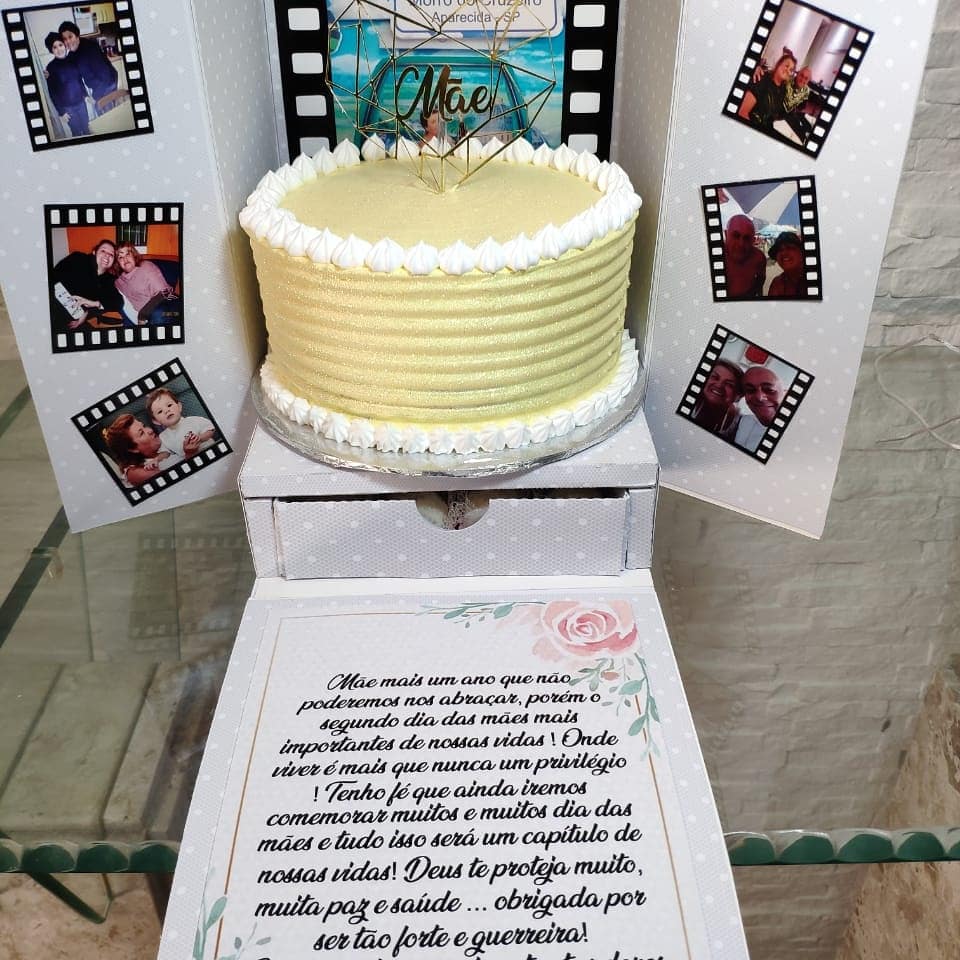 Morro do Cruzeiro
Aparecida - SP
Mãe
Mãe mais um ano que não
poderemos nos abraçar, porém o
segundo dia das mães mais
importantes de nossas vidas ! Onde
viver é mais que nunca um privilégio
! Tenho fé que ainda iremos
comemorar muitos e muitos dia das
mães e tudo isso será um capítulo de
nossas vidas! Deus te proteja muito,
muita paz e saúde ... obrigada por
ser tão forte e guerreira!